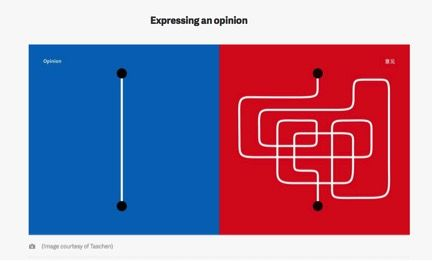 Expressing an opinion
Opinion
意见
(Image courtesy of Taschen)